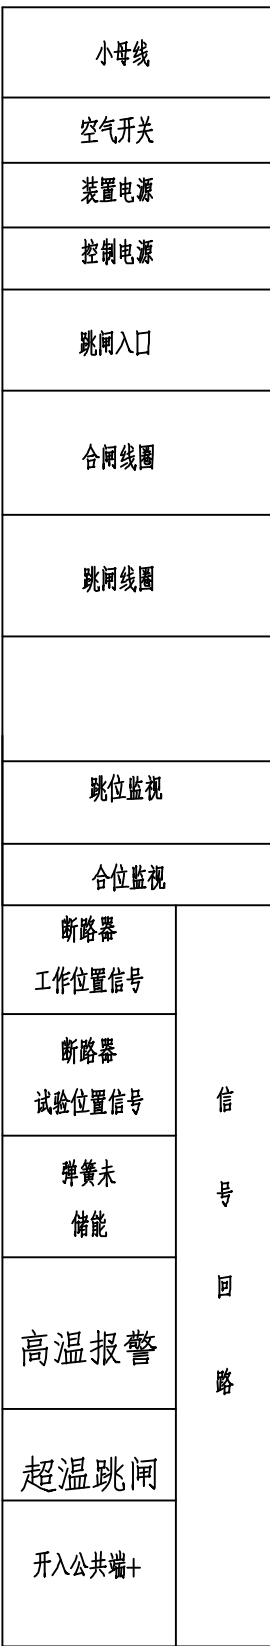 小母线
空气开关
装置电源
控制电源
跳闸入口
合闸线圈
跳闸线圈
跳位监视
合位监视
断路器
工作位置信号
断路器
试验位置信号
弹簧未
储能
高温报警
超温跳闸
开入公共端+
信
号
回
路